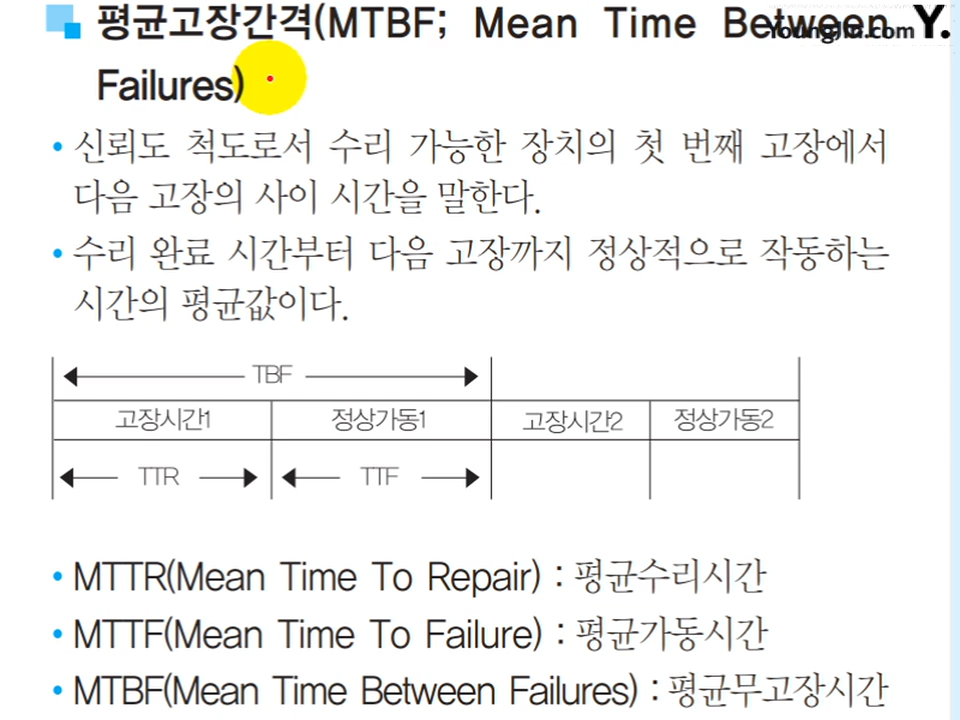 평균고장간격(MTBF; Mean Time Between
Youngjin.com Y.
Failures)
• 신뢰도 척도로서 수리 가능한 장치의 첫 번째 고장에서
다음 고장의 사이 시간을 말한다.
• 수리 완료 시간부터 다음 고장까지 정상적으로 작동하는
시간의 평균값이다.
TBF
고장시간1 정상가동1 고장시간2 정상가동2
TTR TTF
• MTTR(Mean Time To Repair) : 평균수리시간
• MTTF(Mean Time To Failure) : 평균가동시간
• MTBF(Mean Time Between Failures) : 평균무고장시간